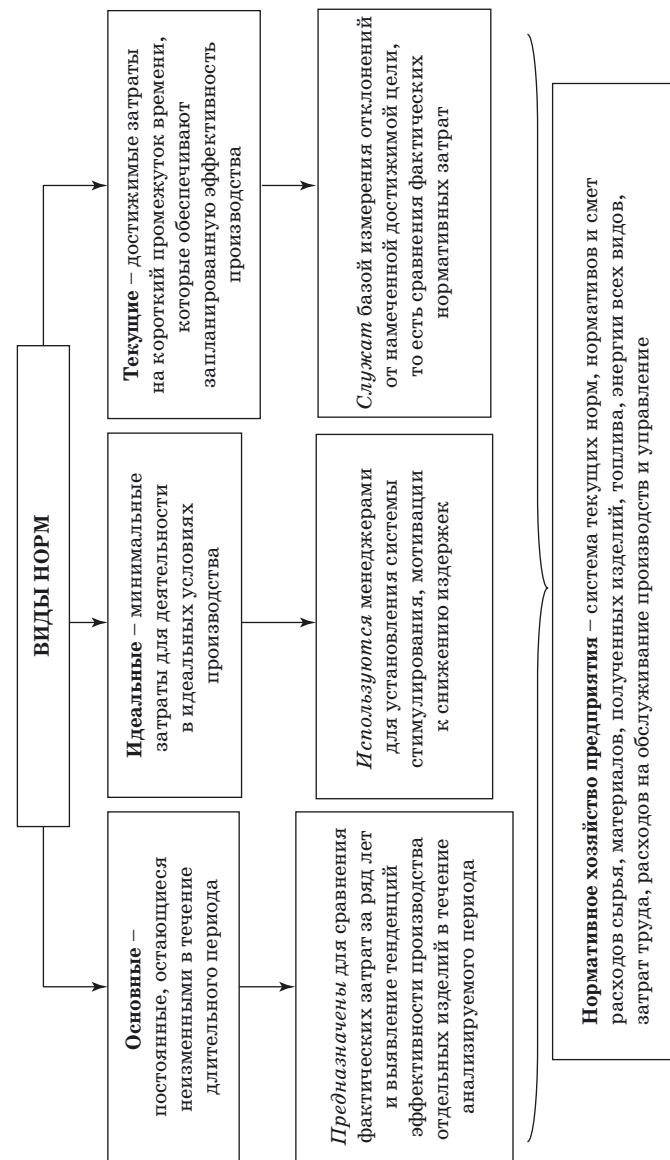 ВИДЫ НОРМ
Основные –
постоянные, остающиеся
неизменными в течение
длительного периода
Идеальные – минимальные
затраты для деятельности
в идеальных условиях
производства
Текущие – достижимые затраты
на короткий промежуток времени,
которые обеспечивают
запланированную эффективность
производства
Предназначены для сравнения
фактических затрат за ряд лет
и выявление тенденций
эффективности производства
отдельных изделий в течение
анализируемого периода
Используются менеджерами
для установления системы
стимулирования, мотивации
к снижению издержек
Служат базой измерения отклонений
от намеченной достижимой цели,
то есть сравнения фактических
нормативных затрат
Нормативное хозяйство предприятия – система текущих норм, нормативов и смет
расходов сырья, материалов, полученных изделий, топлива, энергии всех видов,
затрат труда, расходов на обслуживание производств и управление